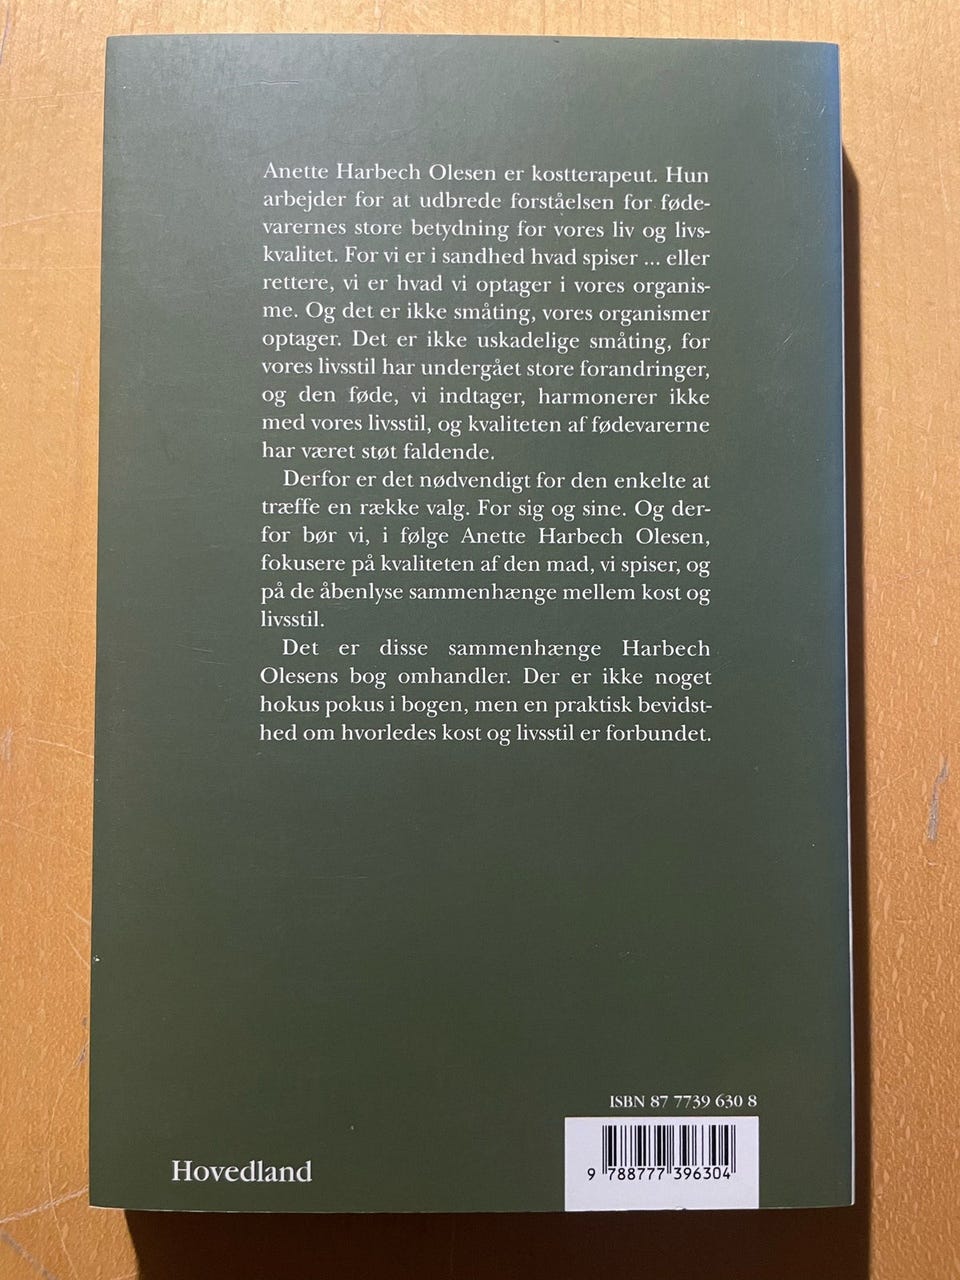 Anette Harbech Olesen er kostterapeut. Hun
arbejder for at udbrede forståelsen for føde-
varernes store betydning for vores liv og livs-
kvalitet. For vi er i sandhed hvad spiser ... eller
rettere, vi er hvad vi optager i vores organis-
me. Og det er ikke småting, vores organismer
optager. Det er ikke uskadelige småting, for
vores livsstil har undergået store forandringer,
og den føde, vi indtager, harmonerer ikke
med vores livsstil, og kvaliteten af fødevarerne
har været støt faldende.
Derfor er det nødvendigt for den enkelte at
træffe en række valg. For sig og sine. Og der-
for bør vi, i følge Anette Harbech Olesen,
fokusere på kvaliteten af den mad, vi spiser, og
på de åbenlyse sammenhænge mellem kost og
livsstil.
Det er disse sammenhænge Harbech
Olesens bog omhandler. Der er ikke noget
hokus pokus i bogen, men en praktisk bevidst-
hed om hvorledes kost og livsstil er forbundet.
ISBN 87 7739 630 8
9 788777 396304
Hovedland